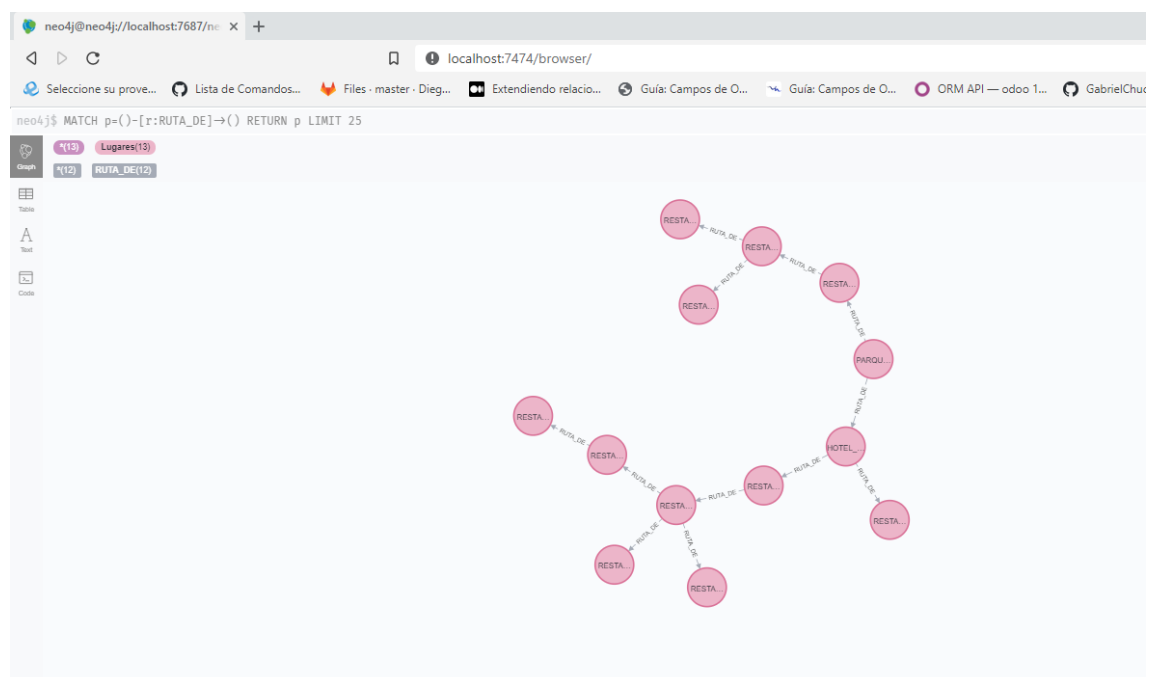 neo4j@neo4j://localhost:7687/ne
localhost:7474/browser/
Seleccione su prove... Lista de Comandos... Files · master · Dieg... Extendiendo relacio... Guía: Campos de O... Guía: Campos de O... ORM API — odoo 1... GabrielChuc
neo4j$ MATCH p=()-[r:RUTA_DE]→() RETURN p LIMIT 25
*(13) Lugares(13)
Graph
*(12) RUTA_DE(12)
Table
Text
Code
RESTA...
RUTA_DE
RESTA...
RUTA_DE
RUTA_DE
RESTA...
RESTA...
RUTA_DE
PARQU...
RUTA_DE
RESTA...
RUTA_DE
HOTEL_...
RESTA...
RUTA_DE
RUTA_DE
RUTA_DE
RESTA...
RUTA_DE
RESTA...
RESTA...
RUTA_DE
RUTA_DE
RESTA...
RESTA...